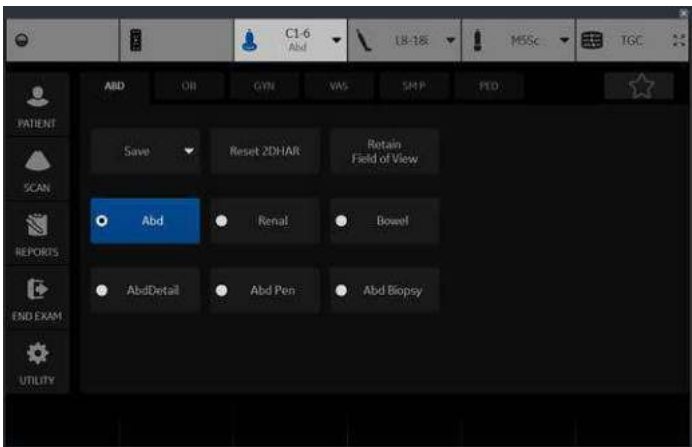 C1-6
Abd
L8-18i
M5Sc
TGC
ABD
OB
GYN
VAS
SMP
PED
PATIENT
Save
Reset 2DHAR
Retain
Field of View
SCAN
Abd
Renal
Bowel
REPORTS
AbdDetail
Abd Pen
Abd Biopsy
END EXAM
UTILITY